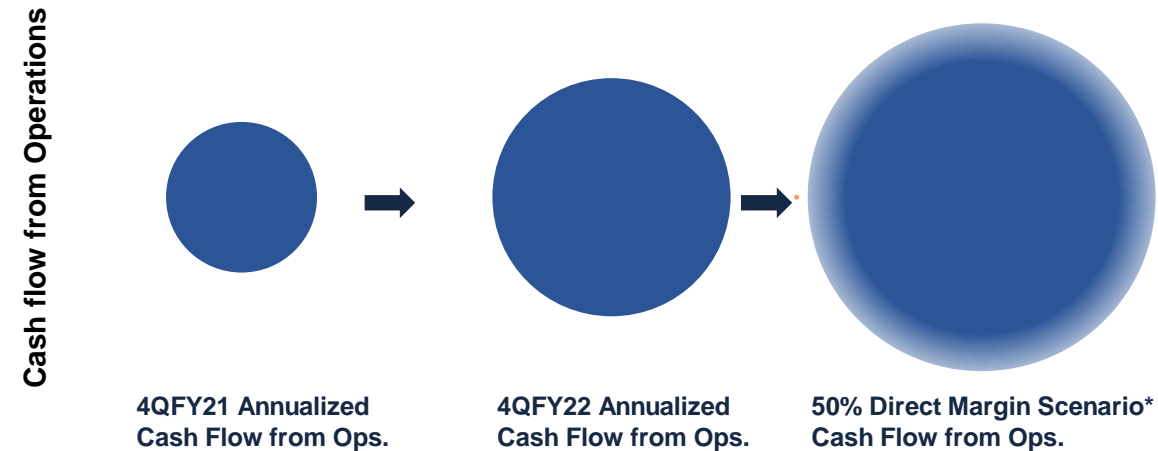 Cash flow from Operations
4QFY21 Annualized
Cash Flow from Ops.
4QFY22 Annualized
Cash Flow from Ops.
50% Direct Margin Scenario*
Cash Flow from Ops.